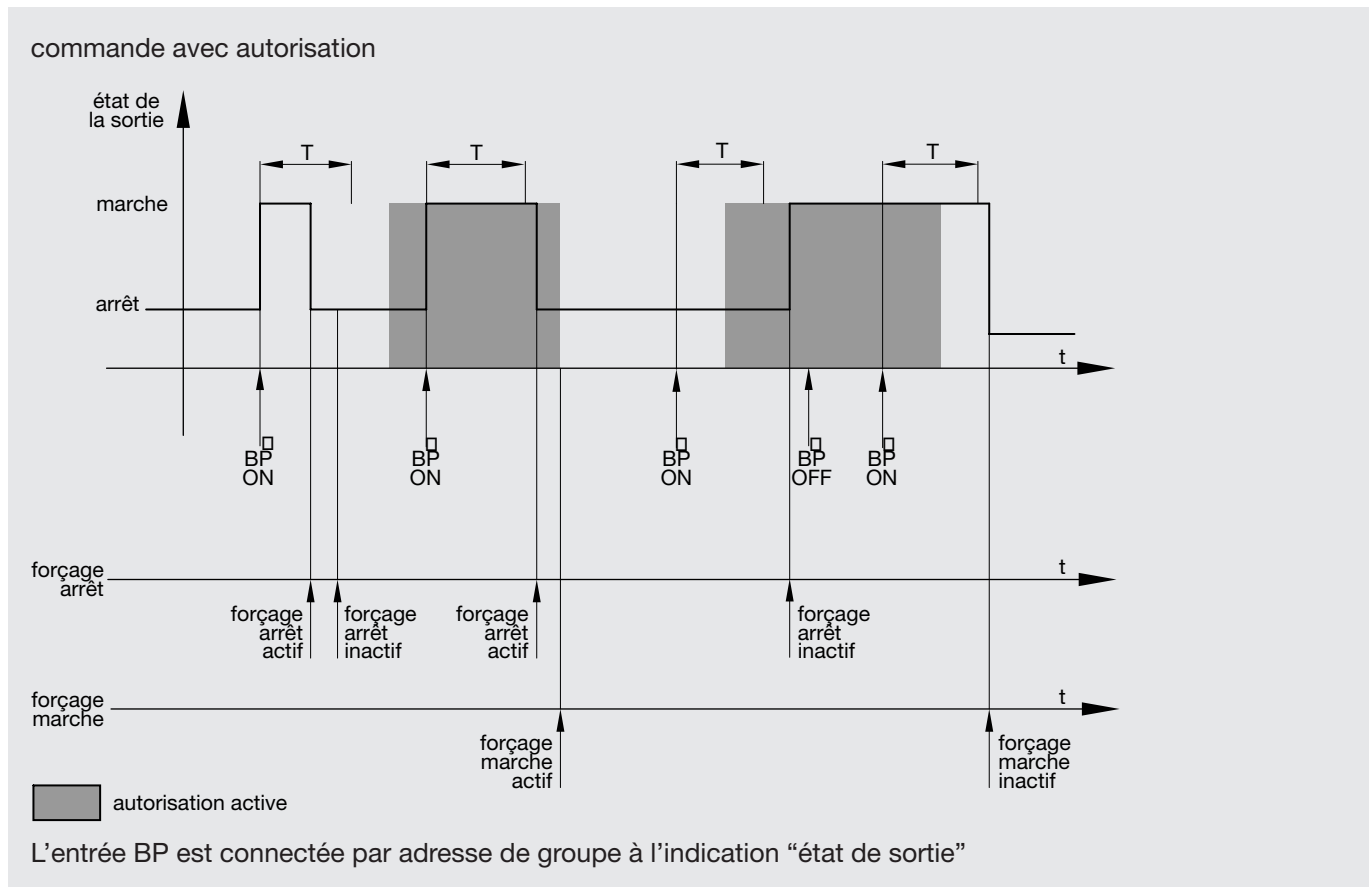 commande avec autorisation
état de
la sortie
T
T
T
T
marche
arrêt
t
BP
ON
BP
ON
BP
ON
BP
OFF
BP
ON
forçage
arrêt
t
forçage
arrêt
actif
forçage
arrêt
inactif
forçage
arrêt
actif
forçage
arrêt
inactif
forçage
marche
t
forçage
marche
actif
forçage
marche
inactif
autorisation active
L’entrée BP est connectée par adresse de groupe à l’indication “état de sortie”